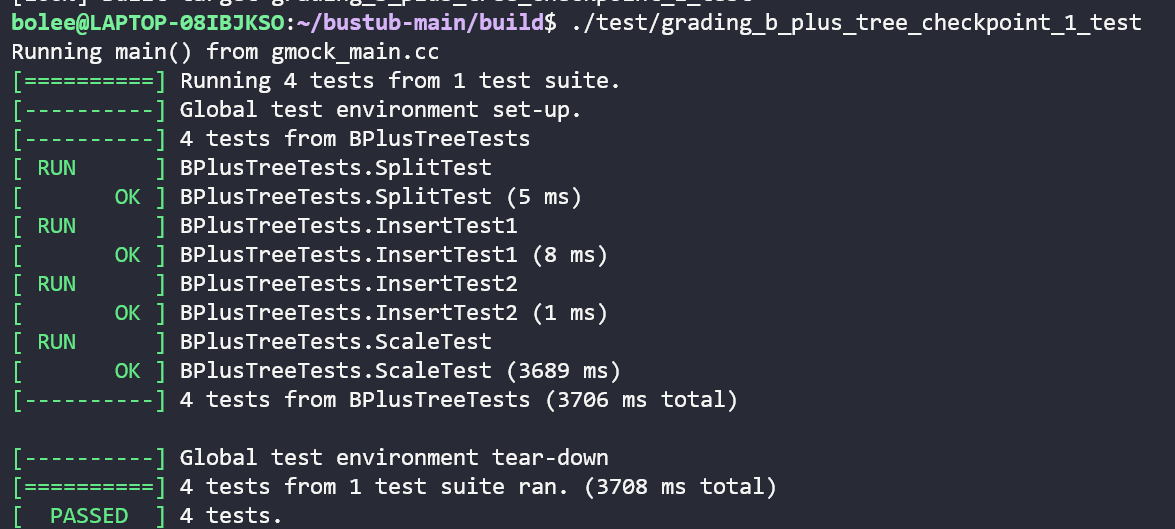 bolee@LAPTOP-08IBJKSO:~/bustub-main/build$ ./test/grading_b_plus_tree_checkpoint_1_test
Running main() from gmock_main.cc
[==========] Running 4 tests from 1 test suite.
[----------] Global test environment set-up.
[----------] 4 tests from BPlusTreeTests
[ RUN      ] BPlusTreeTests.SplitTest
[       OK ] BPlusTreeTests.SplitTest (5 ms)
[ RUN      ] BPlusTreeTests.InsertTest1
[       OK ] BPlusTreeTests.InsertTest1 (8 ms)
[ RUN      ] BPlusTreeTests.InsertTest2
[       OK ] BPlusTreeTests.InsertTest2 (1 ms)
[ RUN      ] BPlusTreeTests.ScaleTest
[       OK ] BPlusTreeTests.ScaleTest (3689 ms)
[----------] 4 tests from BPlusTreeTests (3706 ms total)
[----------] Global test environment tear-down
[==========] 4 tests from 1 test suite ran. (3708 ms total)
[  PASSED  ] 4 tests.